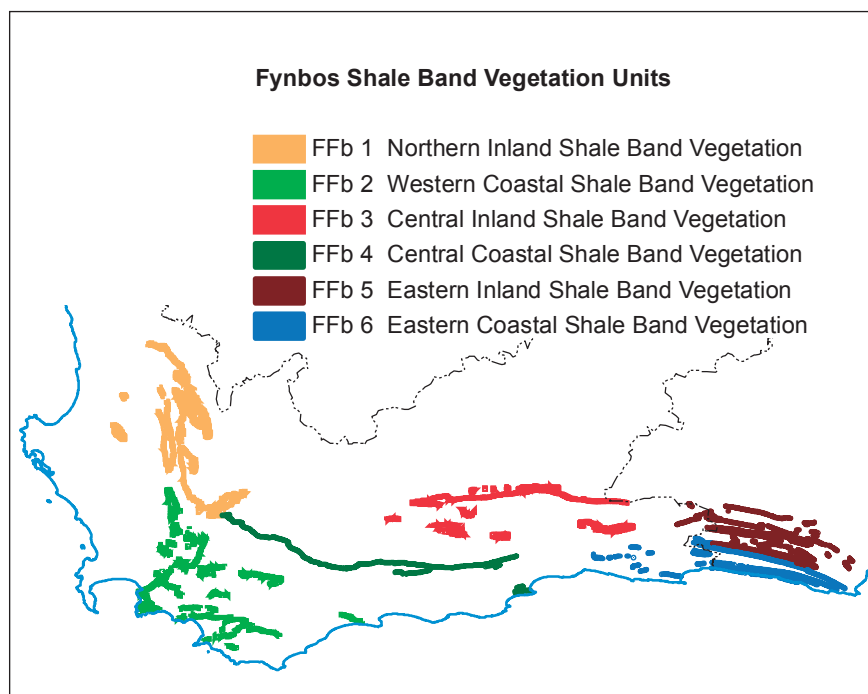 Fynbos Shale Band Vegetation Units
FFb 1 Northern Inland Shale Band Vegetation
FFb 2 Western Coastal Shale Band Vegetation
FFb 3 Central Inland Shale Band Vegetation
FFb 4 Central Coastal Shale Band Vegetation
FFb 5 Eastern Inland Shale Band Vegetation
FFb 6 Eastern Coastal Shale Band Vegetation